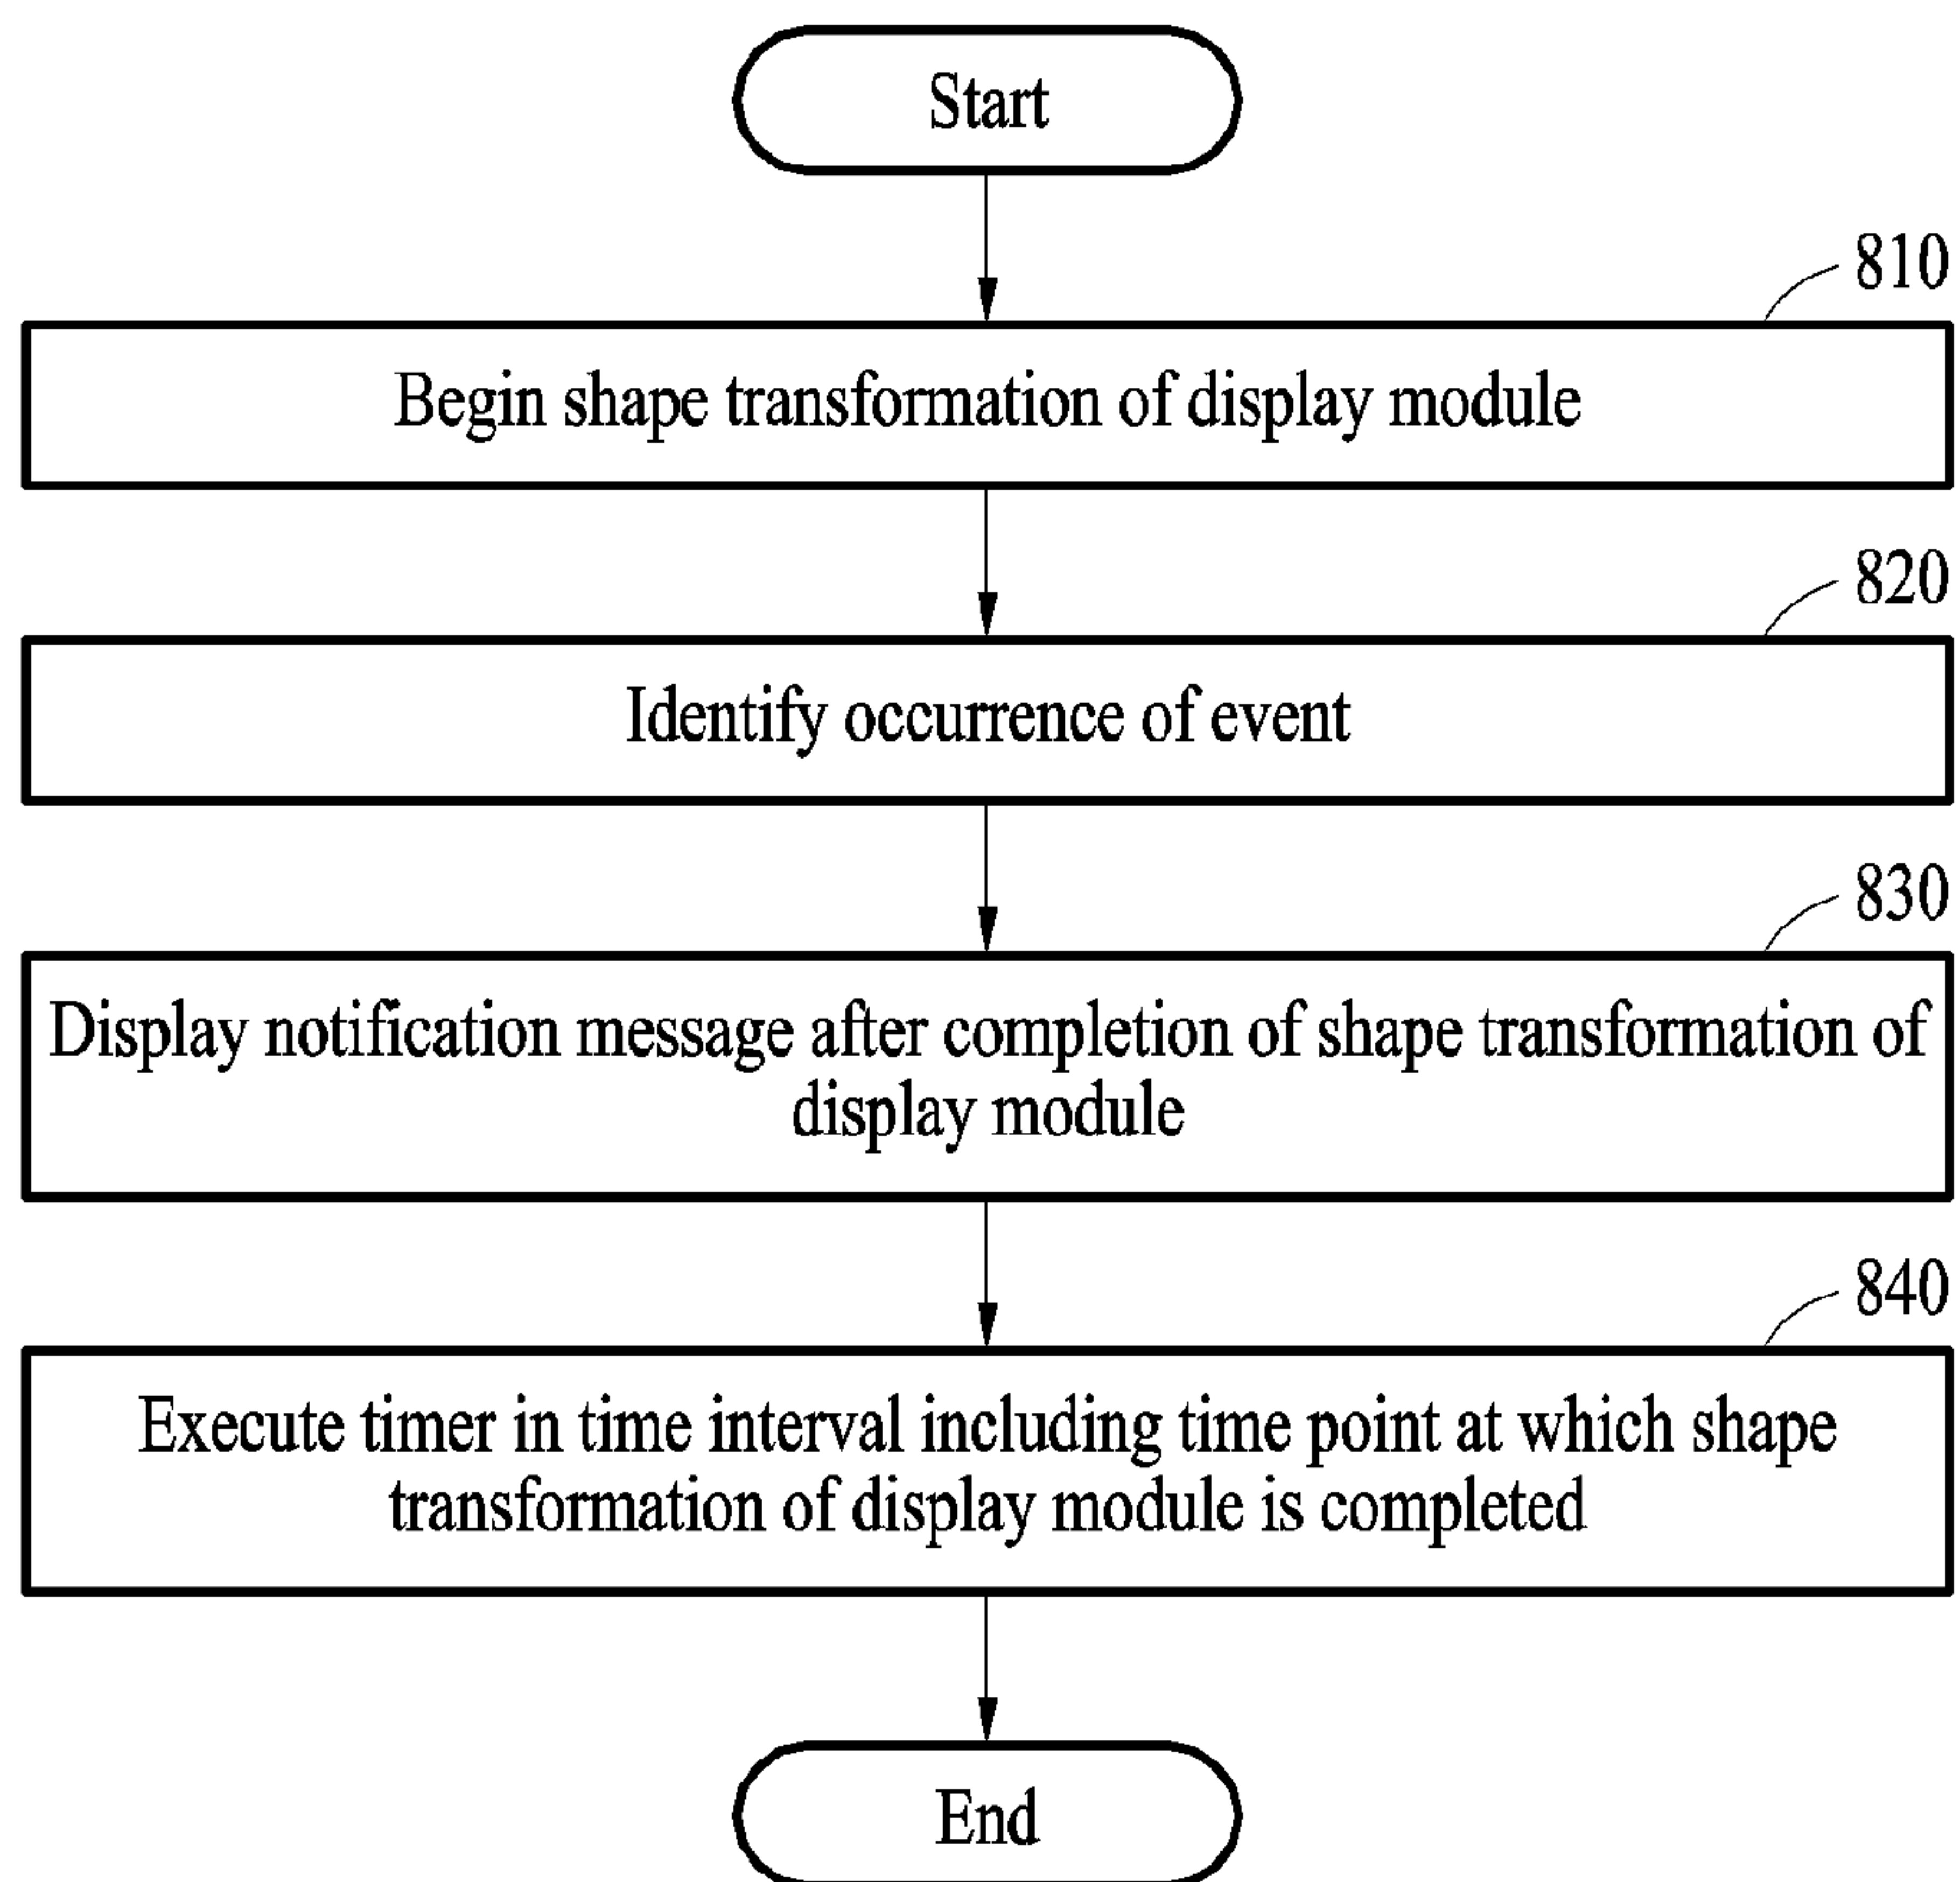 Start
810
Begin shape transformation of display module
820
Identify occurrence of event
830
Display notification message after completion of shape transformation of
display module
840
Execute timer in time interval including time point at which shape
transformation of display module is completed
End